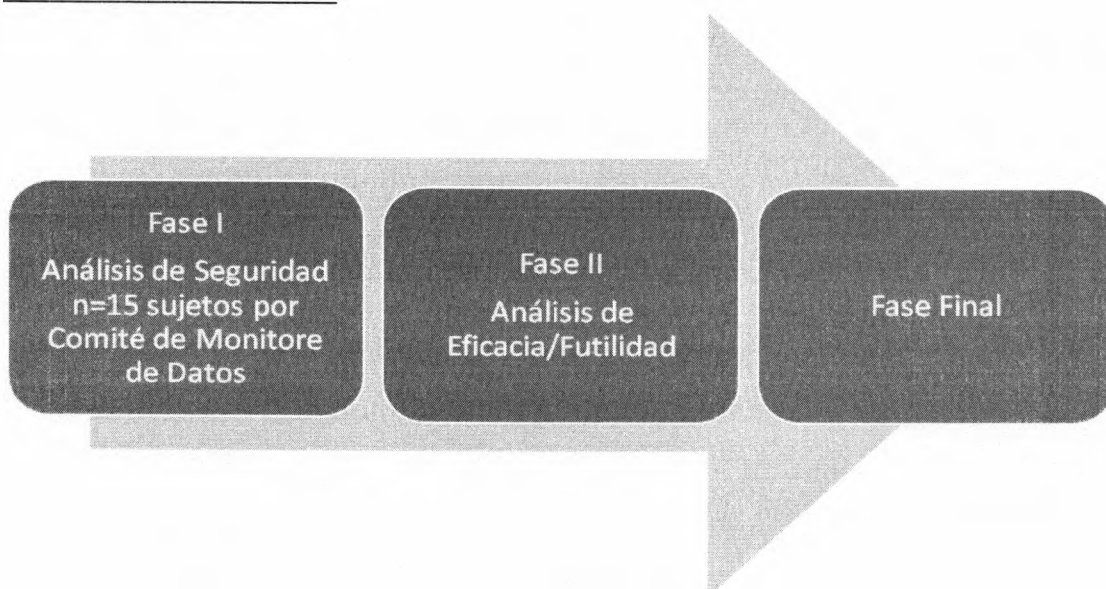 Fase I
Análisis de Seguridad
n=15 sujetos por
Comité de Monitore
de Datos
Fase II
Análisis de
Eficacia/Futilidad
Fase Final